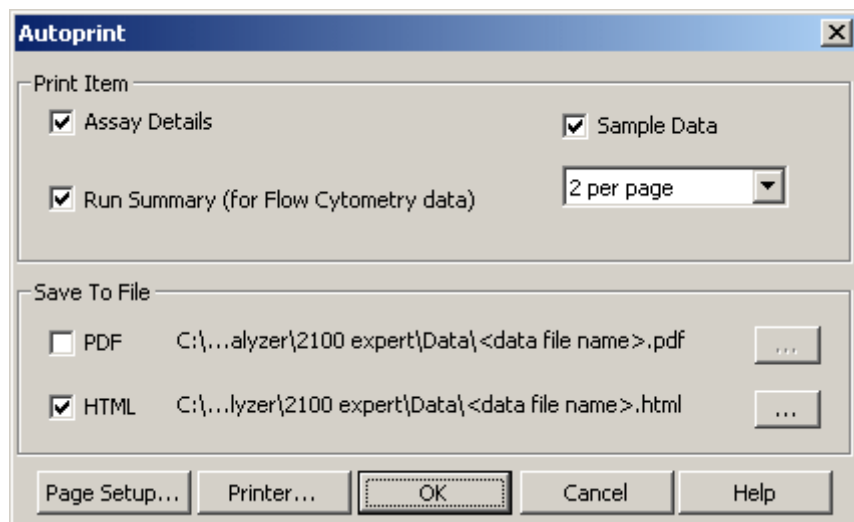 Autoprint
Print Item
Assay Details
Sample Data
Run Summary (for Flow Cytometry data)
2 per page
Save To File
PDF C:\...alyzer\2100 expert\Data\<data file name>.pdf ...
HTML C:\...lyzer\2100 expert\Data\<data file name>.html ...
Page Setup... Printer... OK Cancel Help